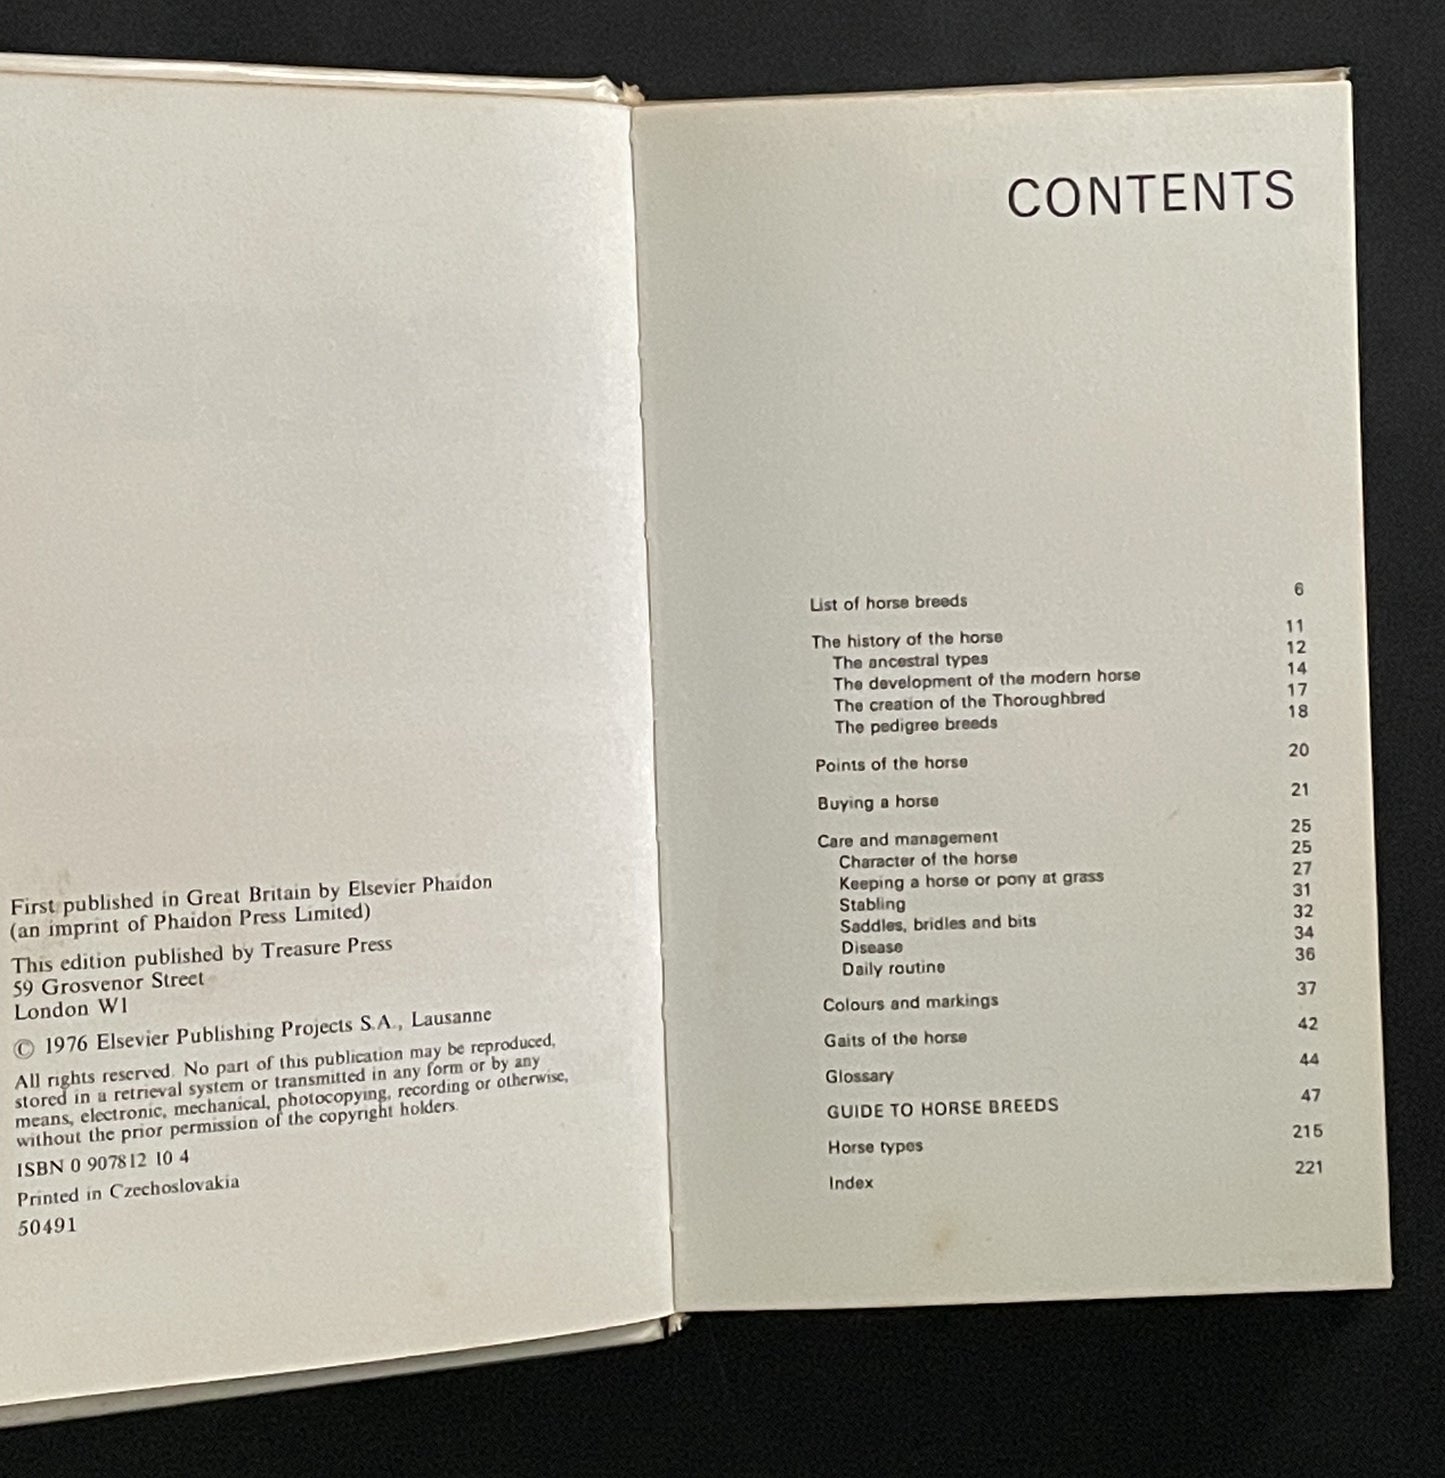 First published in Great Britain by Elsevier Phaidon
(an imprint of Phaidon Press Limited)
This edition published by Treasure Press
59 Grosvenor Street
London W1
© 1976 Elsevier Publishing Projects S.A., Lausanne
All rights reserved. No part of this publication may be reproduced,
stored in a retrieval system or transmitted in any form or by any
means, electronic, mechanical, photocopying, recording or otherwise,
without the prior permission of the copyright holders.
ISBN 0 907812 10 4
Printed in Czechoslovakia
50491
CONTENTS
List of horse breeds 6
The history of the horse 11
The ancestral types 12
The development of the modern horse 14
The creation of the Thoroughbred 17
The pedigree breeds 18
Points of the horse 20
Buying a horse 21
Care and management 25
Character of the horse 25
Keeping a horse or pony at grass 27
Stabling 31
Saddles, bridles and bits 32
Disease 34
Daily routine 36
Colours and markings 37
Gaits of the horse 42
Glossary 44
GUIDE TO HORSE BREEDS 47
Horse types 215
Index 221